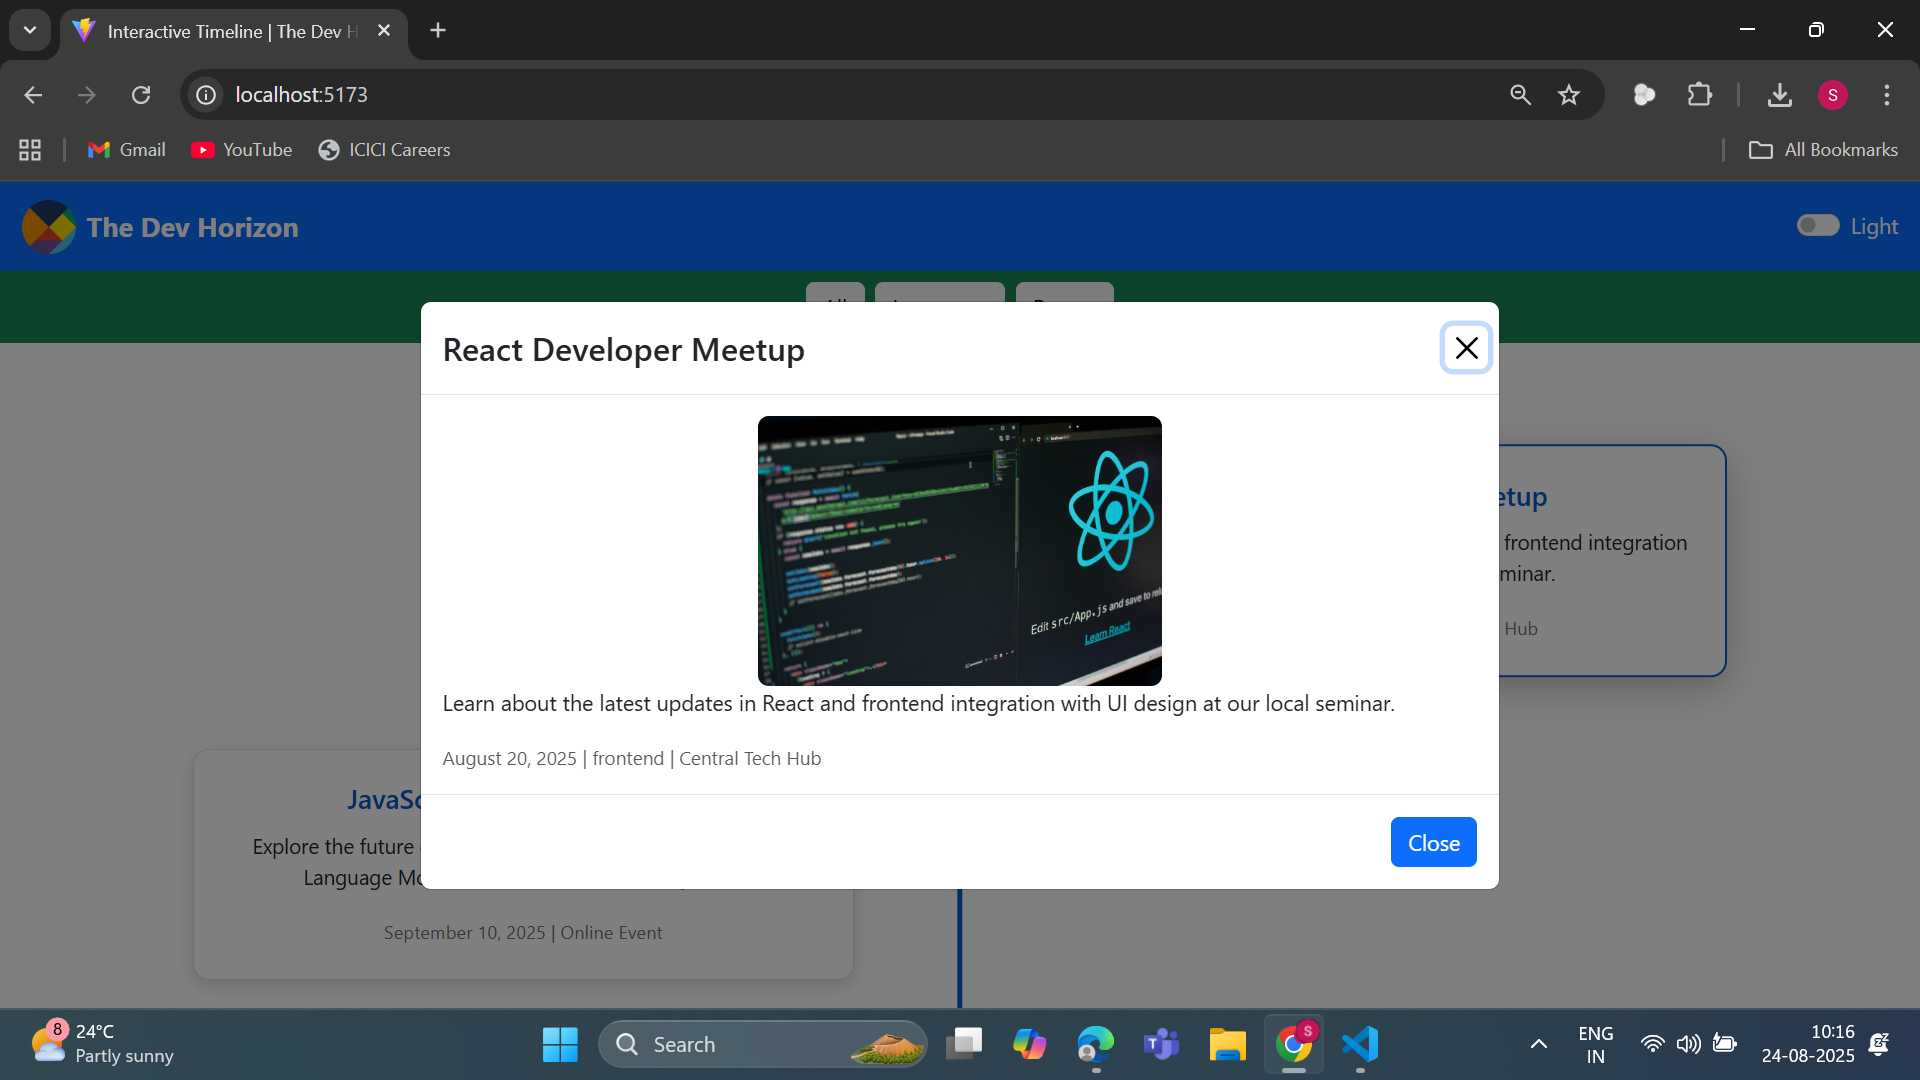 Interactive Timeline | The Dev H
localhost:5173
S
Gmail
YouTube
ICICI Careers
All Bookmarks
The Dev Horizon
Light
All
React Developer Meetup
Edit src/App.js and save to rel
Learn React
Learn about the latest updates in React and frontend integration with UI design at our local seminar.
August 20, 2025 | frontend | Central Tech Hub
Close
etup
frontend integration
minar.
Hub
JavaSc
Explore the future
Language Mo
September 10, 2025 | Online Event
8
24°C
Partly sunny
Search
S
ENG
IN
10:16
24-08-2025